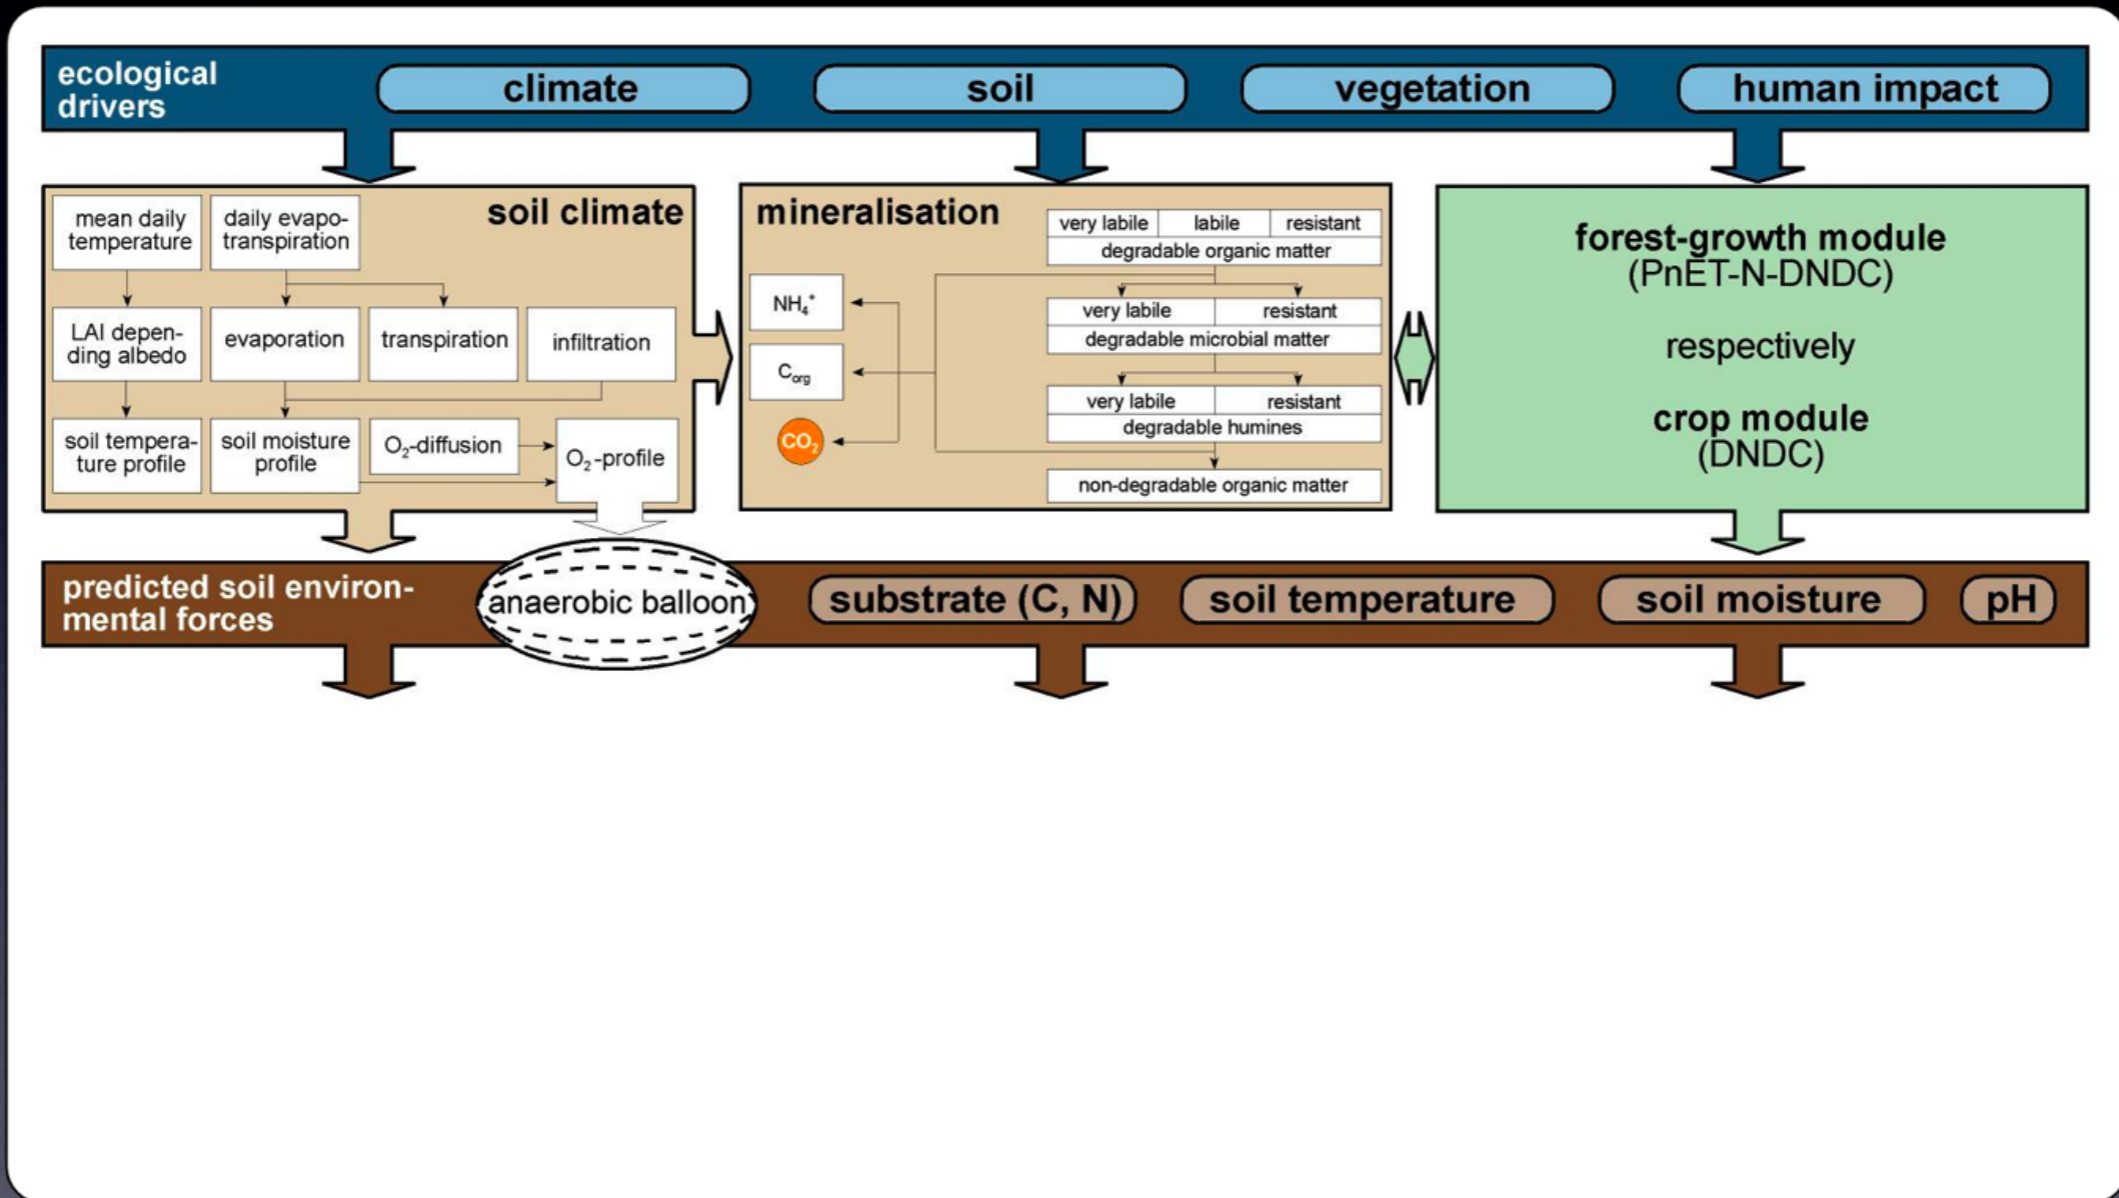 ecological
drivers
climate
soil
vegetation
human impact
mean daily
temperature
daily evapo-
transpiration
soil climate
LAI depen-
ding albedo
evaporation
transpiration
infiltration
soil tempera-
ture profile
soil moisture
profile
O₂-diffusion
O₂-profile
mineralisation
very labile
labile
resistant
degradable organic matter
NH₄⁺
very labile
resistant
degradable microbial matter
Corg
very labile
resistant
degradable humines
CO₂
non-degradable organic matter
forest-growth module
(PnET-N-DNDC)
respectively
crop module
(DNDC)
predicted soil environ-
mental forces
anaerobic balloon
substrate (C, N)
soil temperature
soil moisture
pH